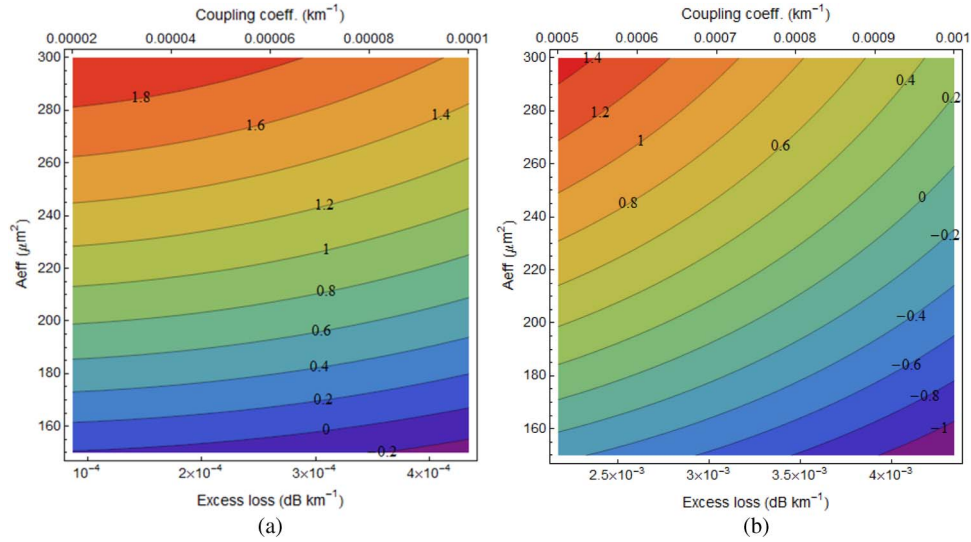 (a)
Coupling coeff. (km⁻¹)
0.00002 0.00004 0.00006 0.00008 0.0001
Aeff (μm²)
300
280
260
240
220
200
180
160
1.8
1.6
1.4
1.2
1
0.8
0.6
0.4
0.2
0
−0.2
10⁻⁴ 2×10⁻⁴ 3×10⁻⁴ 4×10⁻⁴
Excess loss (dB km⁻¹)
(a)
(b)
Coupling coeff. (km⁻¹)
0.0005 0.0006 0.0007 0.0008 0.0009 0.001
Aeff (μm²)
300
280
260
240
220
200
180
160
1.4
1.2
1
0.8
0.6
0.4
0.2
0
−0.2
−0.4
−0.6
−0.8
−1
2.5×10⁻³ 3×10⁻³ 3.5×10⁻³ 4×10⁻³
Excess loss (dB km⁻¹)
(b)